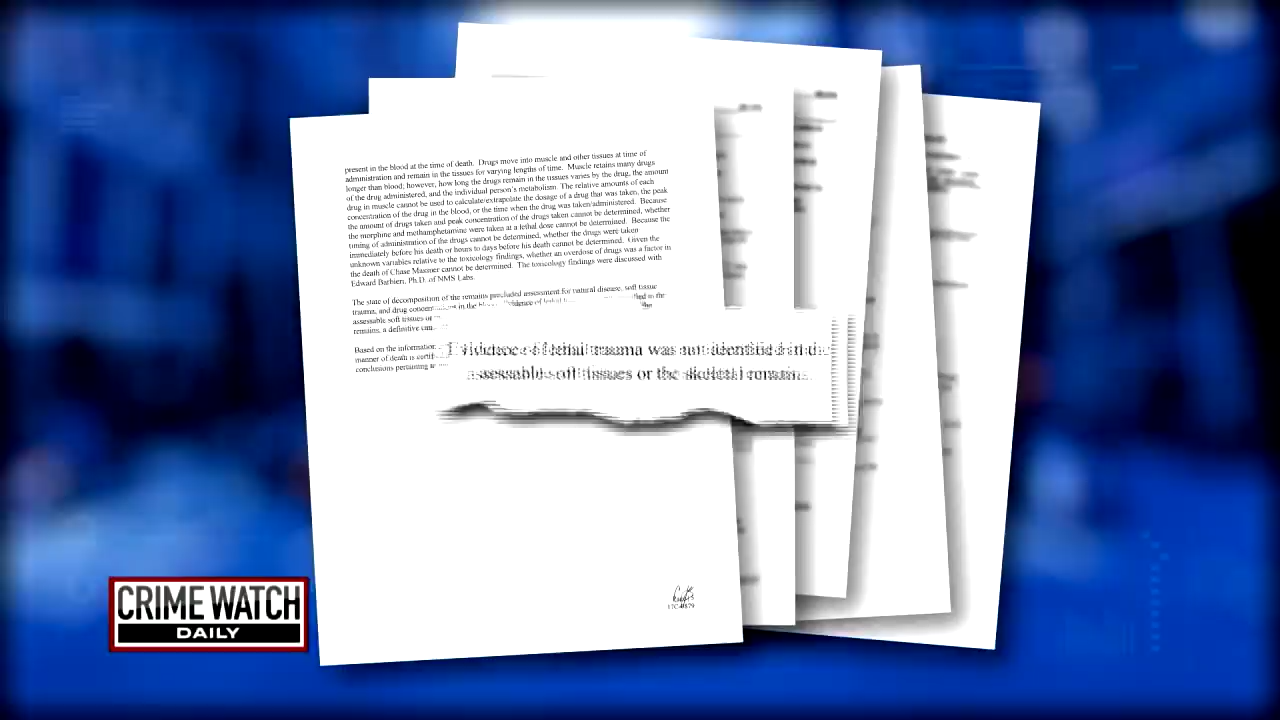 present in the blood at the time of death. Drugs move into muscle and other tissues at time of
administration and remain in the tissues for varying lengths of time. Muscle retains many drugs
longer than blood; however, how long the drugs remain in the tissues varies by the drug, the amount
of the drug administered, and the individual person's metabolism. The relative amounts of each
drug in muscle cannot be used to calculate/extrapolate the dosage of a drug that was taken, the peak
concentration of the drug in the blood, or the time when the drug was taken/administered. Because
the amount of drugs taken and peak concentration of the drugs taken cannot be determined, whether
the morphine and methamphetamine were taken at a lethal dose cannot be determined. Because the
timing of administration of the drugs cannot be determined, whether the drugs were taken
immediately before his death or hours to days before his death cannot be determined. Given the
unknown variables relative to the toxicology findings, whether an overdose of drugs was a factor in
the death of Chase Massner cannot be determined. The toxicology findings were discussed with
Edward Barbieri, Ph.D. of NMS Labs.
The state of decomposition of the remains precluded assessment for natural disease, soft tissue
trauma, and drug in the of lethal in the
assessable soft tissues or the
remains, a definitive
Based on the
manner of death is
conclusions pertaining
Evidence of lethal trauma was not identified in the
assessable soft tissues or the skeletal remains
CRIME WATCH
DAILY